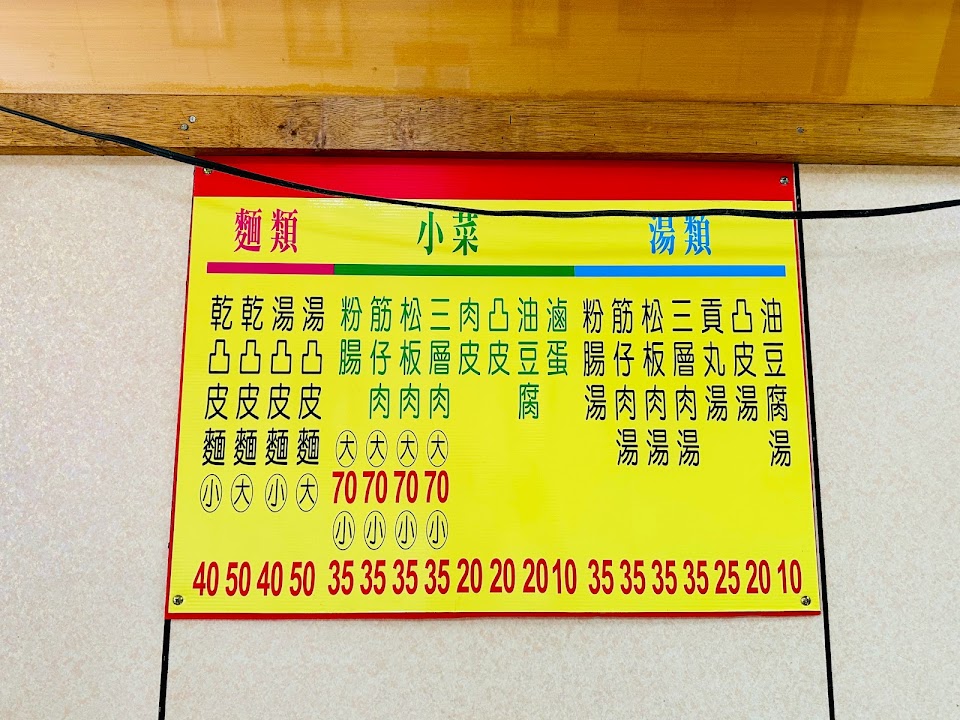 麵類
乾凸皮麵小 40
乾凸皮麵大 50
湯凸皮麵小 40
湯凸皮麵大 50
小菜
粉腸 大 70 小 35
筋仔肉 大 70 小 35
松板肉 大 70 小 35
三層肉 大 70 小 35
肉皮 20
凸皮 20
油豆腐 20
滷蛋 10
湯類
粉腸湯 35
筋仔肉湯 35
松板肉湯 35
三層肉湯 35
貢丸湯 25
凸皮湯 20
油豆腐湯 10